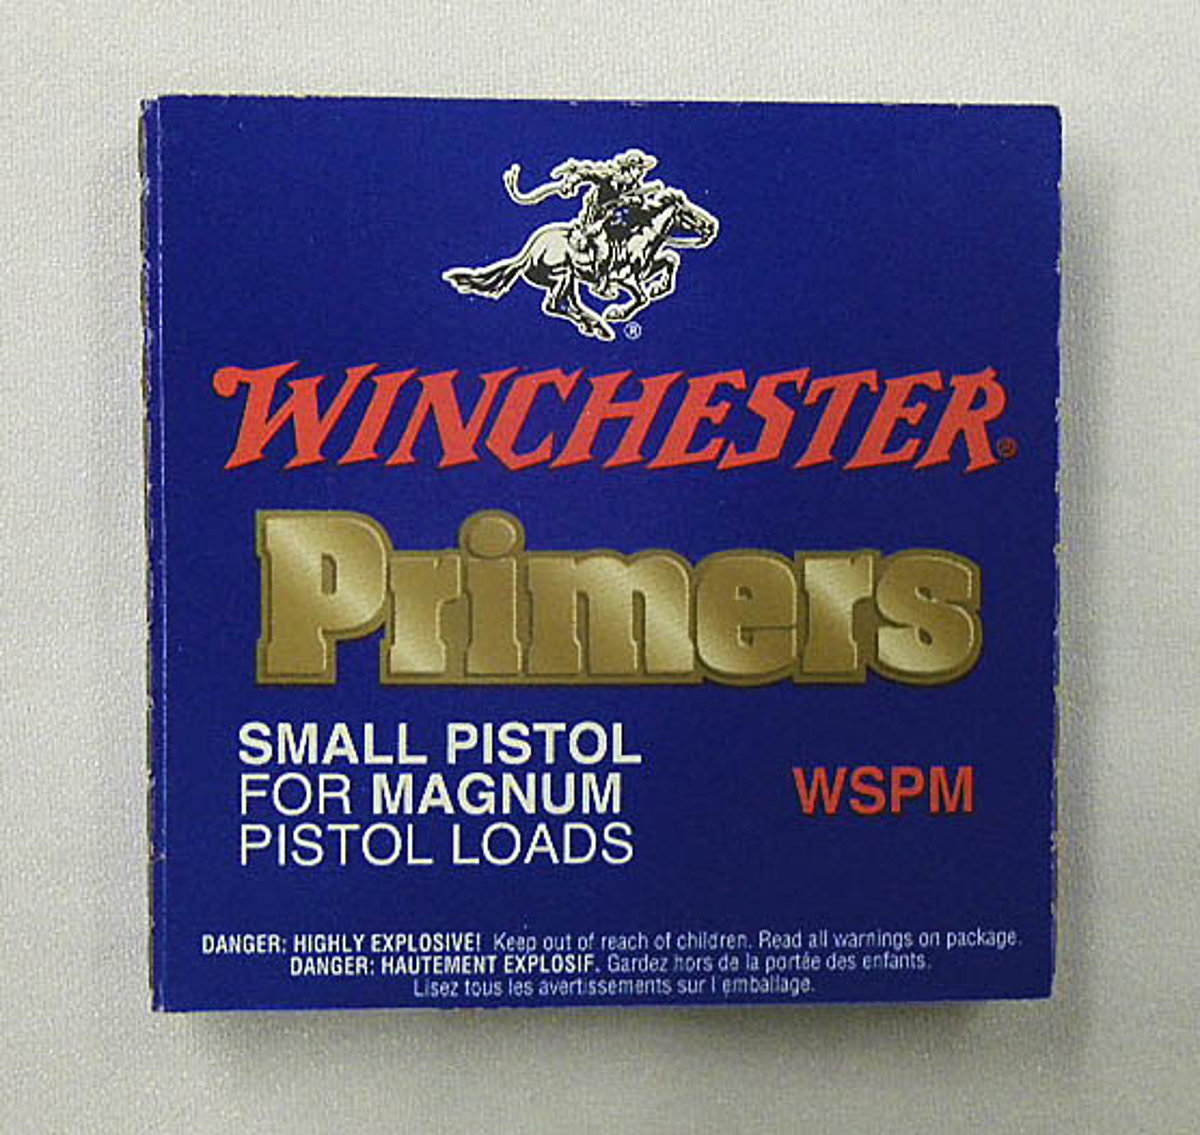 ®
WINCHESTER®
Primers
SMALL PISTOL
FOR MAGNUM
PISTOL LOADS
WSPM
DANGER: HIGHLY EXPLOSIVE! Keep out of reach of children. Read all warnings on package.
DANGER: HAUTEMENT EXPLOSIF. Gardez hors de la portée des enfants.
Lisez tous les avertissements sur l emballage.